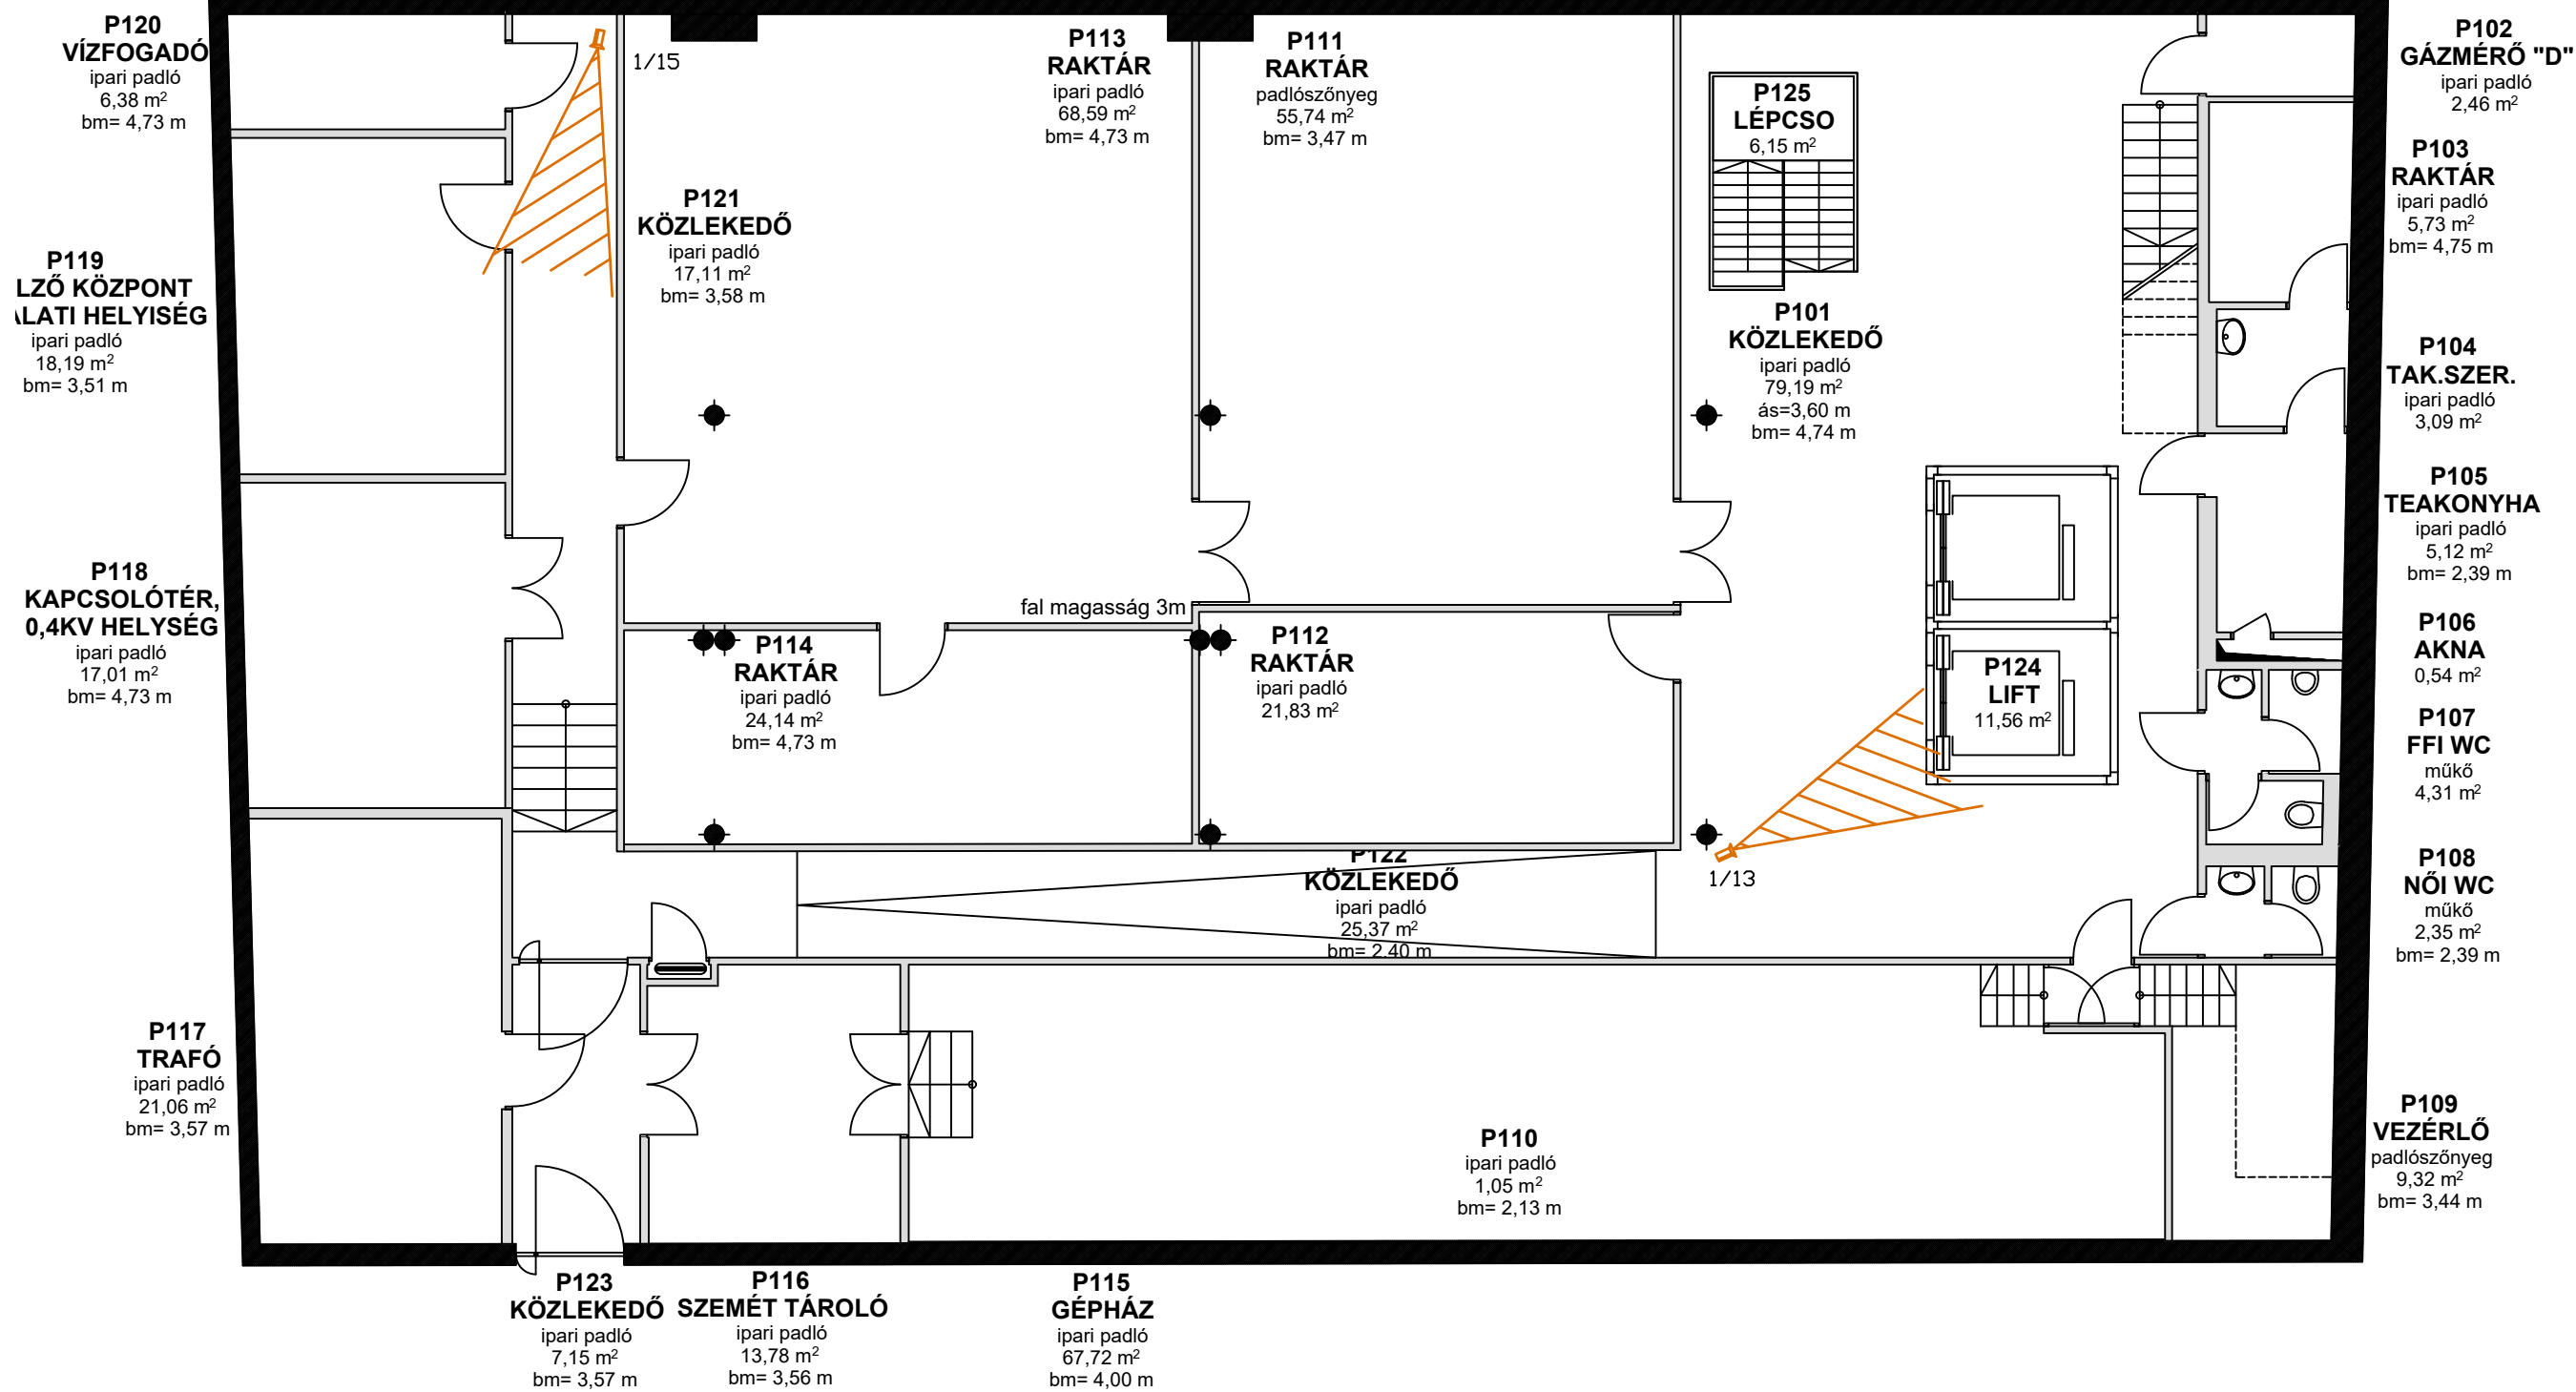 P120
VÍZFOGADÓ
ipari padló
6,38 m²
bm= 4,73 m
1/15
P113
RAKTÁR
ipari padló
68,59 m²
bm= 4,73 m
P111
RAKTÁR
padlószőnyeg
55,74 m²
bm= 3,47 m
P125
LÉPCSO
6,15 m²
P102
GÁZMÉRŐ "D"
ipari padló
2,46 m²
P103
RAKTÁR
ipari padló
5,73 m²
bm= 4,75 m
P121
KÖZLEKEDŐ
ipari padló
17,11 m²
bm= 3,58 m
P119
LZŐ KÖZPONT
LATI HELYISÉG
ipari padló
18,19 m²
bm= 3,51 m
P101
KÖZLEKEDŐ
ipari padló
79,19 m²
ás=3,60 m
bm= 4,74 m
P104
TAK.SZER.
ipari padló
3,09 m²
P105
TEAKONYHA
ipari padló
5,12 m²
bm= 2,39 m
P118
KAPCSOLÓTÉR,
0,4KV HELYSÉG
ipari padló
17,01 m²
bm= 4,73 m
fal magasság 3m
P114
RAKTÁR
ipari padló
24,14 m²
bm= 4,73 m
P112
RAKTÁR
ipari padló
21,83 m²
P124
LIFT
11,56 m²
P106
AKNA
0,54 m²
P107
FFI WC
műkő
4,31 m²
P122
KÖZLEKEDŐ
ipari padló
25,37 m²
bm= 2,40 m
1/13
P108
NŐI WC
műkő
2,35 m²
bm= 2,39 m
P117
TRAFÓ
ipari padló
21,06 m²
bm= 3,57 m
P110
ipari padló
1,05 m²
bm= 2,13 m
P109
VEZÉRLŐ
padlószőnyeg
9,32 m²
bm= 3,44 m
P123
KÖZLEKEDŐ
ipari padló
7,15 m²
bm= 3,57 m
P116
SZEMÉT TÁROLÓ
ipari padló
13,78 m²
bm= 3,56 m
P115
GÉPHÁZ
ipari padló
67,72 m²
bm= 4,00 m